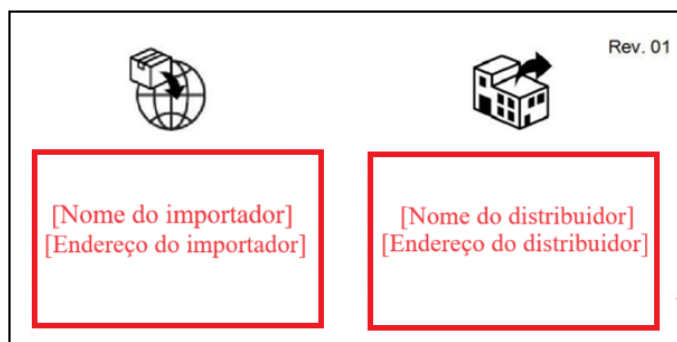 Rev. 01
[Nome do importador]
[Endereço do importador]
[Nome do distribuidor]
[Endereço do distribuidor]